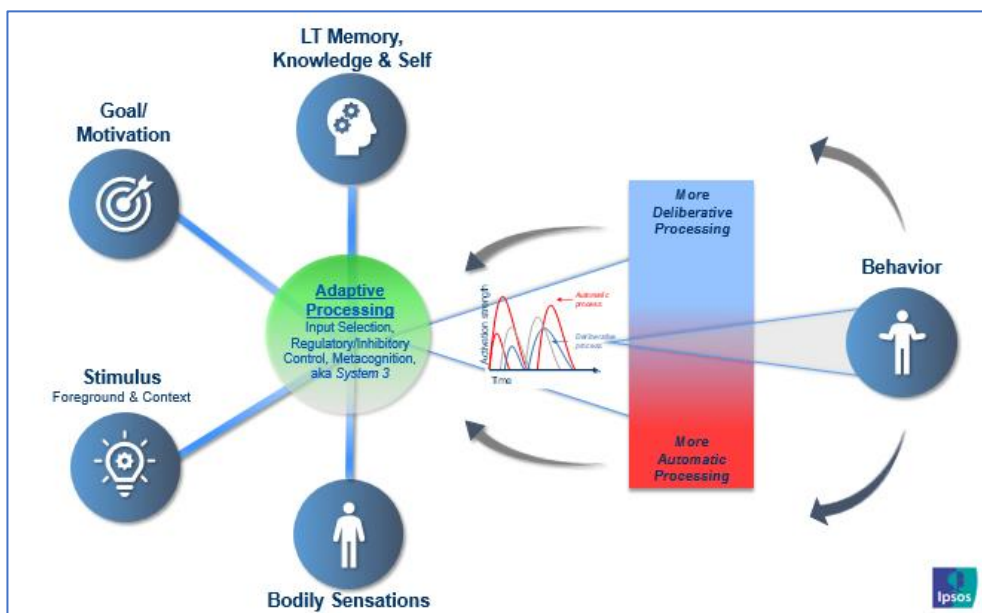 LT Memory,
Knowledge & Self
Goal/
Motivation
More
Deliberative
Processing
Behavior
Adaptive
Processing
Input Selection,
Regulatory/Inhibitory
Control, Metacognition,
aka System 3
Activation strength
Automatic
process
Deliberative
process
Time
Stimulus
Foreground & Context
More
Automatic
Processing
Bodily Sensations
Ipsos